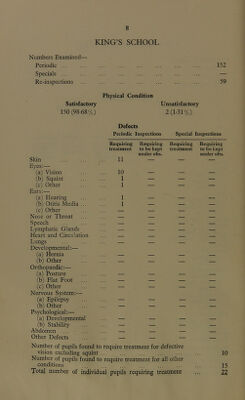 8
KING'S SCHOOL
Numbers Examined—
Periodic ... 152
Specials ... —
Re-inspections ... 59
Physical Condition
Satisfactory Unsatisfactory
150 (98·68%) 2 (1·31%)
Defects
Periodic Inspections Special Inspections
Requiring treatment Requiring to be kept under obs. Requiring treatment Requiring to be kept under obs.
Skin 11 — — —
Eyes:—
(a) Vision 10 — — —
(b) Squint 1 — — —
(c) Other 1 — — —
Ears:—
(a) Hearing 1 — — —
(b) Otitis Media 1 — — —
(c) Other — — — —
Nose or Throat — — — —
Speech — — — —
Lymphatic Glands — — — —
Heart and Circulation — — — —
Lungs — — — —
Developmental:—
(a) Hernia — — — —
(b) Other — — — —
Orthopaedic:—
(a) Posture — — — —
(b) Flat Foot — — — —
(c) Other — — — —
Nervous System:—
(a) Epilepsy — — — —
(b) Other — — — —
Psychological:—
(a) Developmental — — — —
(b) Stability — — — —
Abdomen — — — —
Other Defects — — — —
Number of pupils found to require treatment for defective
vision excluding squint 10
Number of pupils found to require treatment for all other
conditions ... 15
Total number of individual pupils requiring treatment ... 22